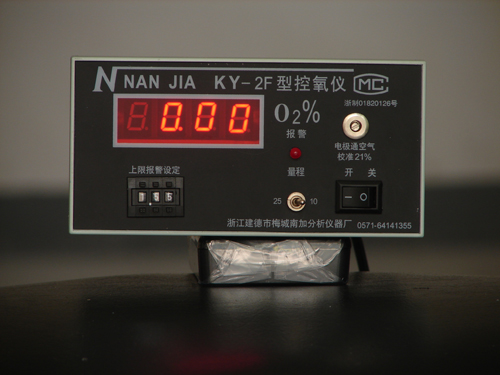 N NAN JIA KY-2F型控氧仪 MC
浙制01820126号
0.00
O2%
报警
电极通空气
校准21%
上限报警设定
量程
开 关
25 10
浙江建德市梅城南加分析仪器厂 0571-64141355